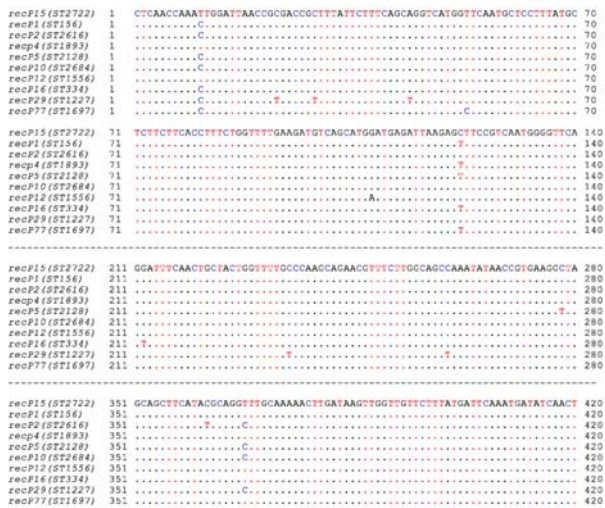 recP15(ST2722) 1 CTCAACCAAATTGGATTAACCGCGACCGCTTTATTCTTTCAGCAGGTCATGGTTCAATGCTCCTTTATGC 70
recP1(ST156) 1 C 70
recP2(ST2616) 1 C 70
recp4(ST1893) 1 70
recP5(ST2128) 1 C 70
recP10(ST2684) 1 C 70
recP12(ST1556) 1 70
recP16(ST334) 1 C 70
recP29(ST1227) 1 T T T 70
recP77(ST1697) 1 C C 70
recP15(ST2722) 71 TCTTCTTCACCTTTCTGGTTTTGAAGATGTCAGCATGGATGAGATTAAGAGCTTCCGTCAATGGGGTTCA 140
recP1(ST156) 71 T 140
recP2(ST2616) 71 140
recp4(ST1893) 71 T 140
recP5(ST2128) 71 T 140
recP10(ST2684) 71 140
recP12(ST1556) 71 A 140
recP16(ST334) 71 T 140
recP29(ST1227) 71 140
recP77(ST1697) 71 T 140
recP15(ST2722) 211 GGATTTCAACTGCTACTGGTTTTGCCCAAGCAGAACGTTTCTTGGCAGCCAAATATAACCGTGAAGGCTA 280
recP1(ST156) 211 280
recP2(ST2616) 211 280
recp4(ST1893) 211 280
recP5(ST2128) 211 T 280
recP10(ST2684) 211 280
recP12(ST1556) 211 280
recP16(ST334) 211 T 280
recP29(ST1227) 211 T T 280
recP77(ST1697) 211 280
recP15(ST2722) 351 GCAGCTTCATACGCAGGTTTGCAAAAACTTGATAAGTTGGTTGTTCTTTATGATTCAAATGATATCAACT 420
recP1(ST156) 351 420
recP2(ST2616) 351 T C 420
recp4(ST1893) 351 420
recP5(ST2128) 351 C 420
recP10(ST2684) 351 C 420
recP12(ST1556) 351 420
recP16(ST334) 351 420
recP29(ST1227) 351 C 420
recP77(ST1697) 351 420